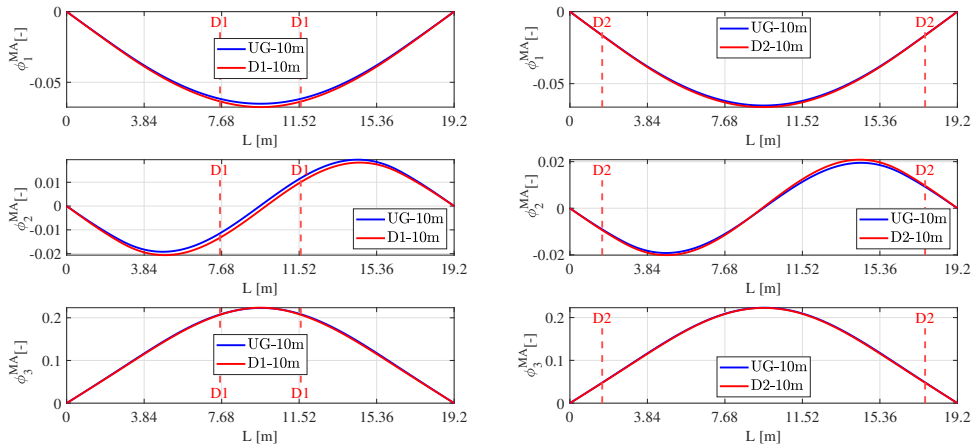 0
-0.05
ϕ₁ᴹᴬ[-]
D1 D1
UG-10m
D1-10m
0 3.84 7.68 11.52 15.36 19.2
L [m]
0
-0.05
ϕ₁ᴹᴬ[-]
D2 D2
UG-10m
D2-10m
0 3.84 7.68 11.52 15.36 19.2
L [m]
0.01
0
-0.01
-0.02
ϕ₂ᴹᴬ[-]
D1 D1
UG-10m
D1-10m
0 3.84 7.68 11.52 15.36 19.2
L [m]
0.02
0
-0.02
ϕ₂ᴹᴬ[-]
D2 D2
UG-10m
D2-10m
0 3.84 7.68 11.52 15.36 19.2
L [m]
0.2
0.1
0
ϕ₃ᴹᴬ[-]
UG-10m
D1-10m
D1 D1
0 3.84 7.68 11.52 15.36 19.2
L [m]
0.2
0.1
0
ϕ₃ᴹᴬ[-]
D2 D2
UG-10m
D2-10m
0 3.84 7.68 11.52 15.36 19.2
L [m]